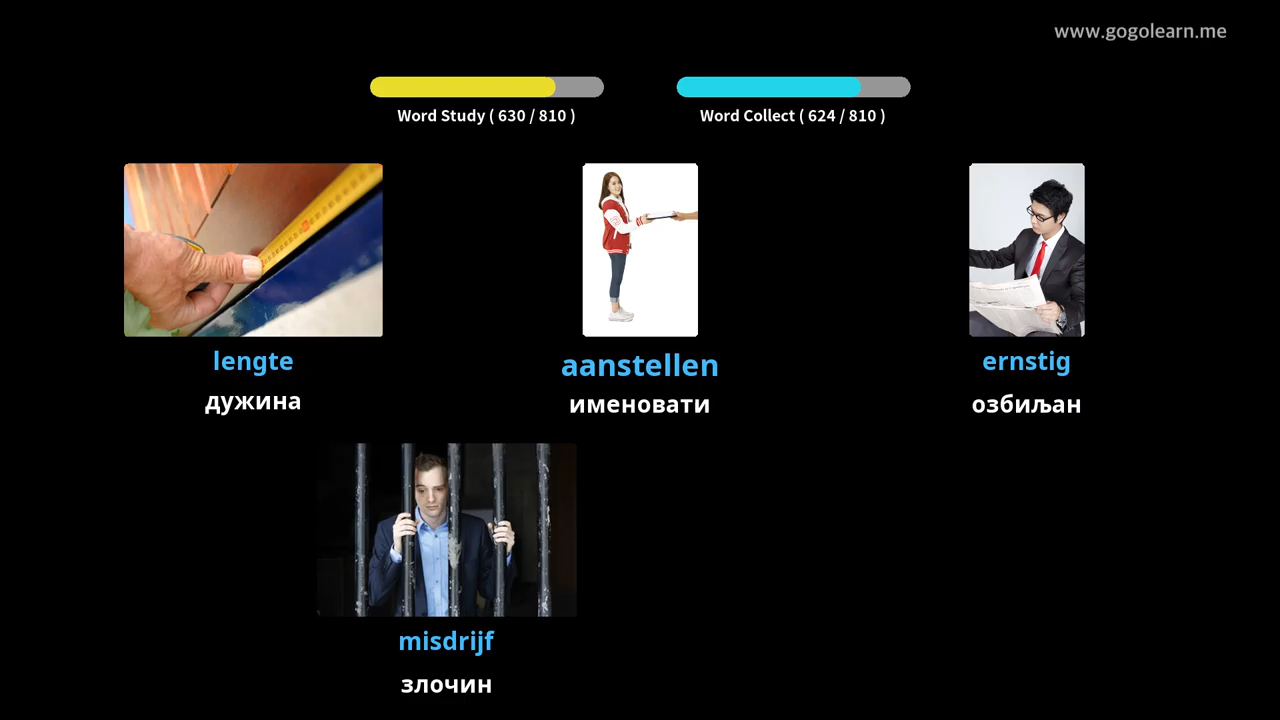 www.gogolearn.me
Word Study ( 630 / 810 )
Word Collect ( 624 / 810 )
lengte
дужина
aanstellen
именовати
ernstig
озбиљан
misdrijf
злочин